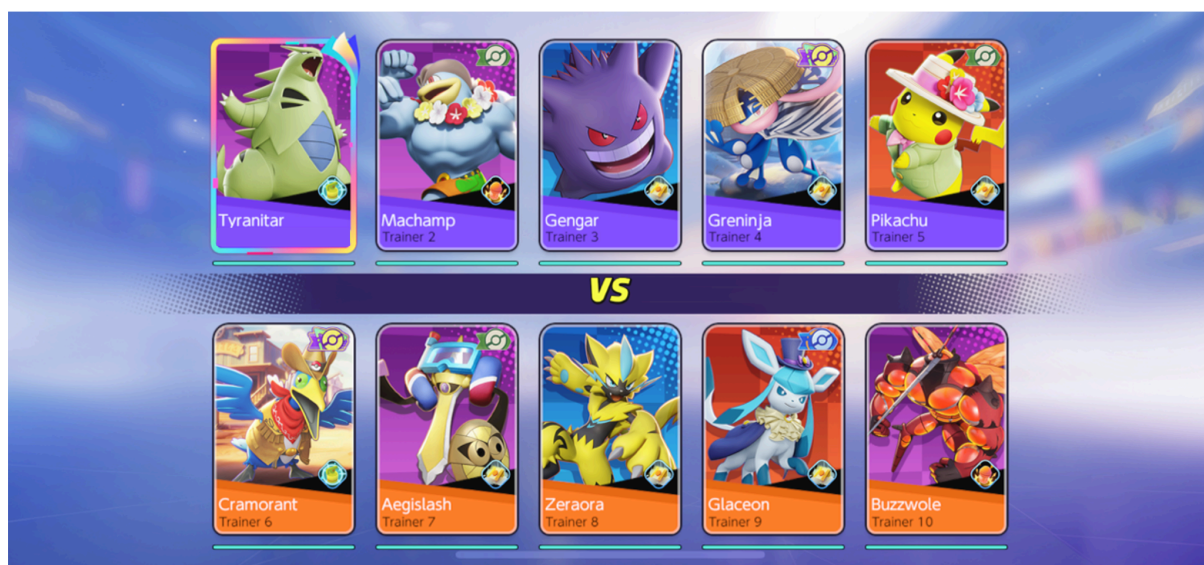 Tyranitar
Machamp
Trainer 2
Gengar
Trainer 3
Greninja
Trainer 4
Pikachu
Trainer 5
VS
Cramorant
Trainer 6
Aegislash
Trainer 7
Zeraora
Trainer 8
Glaceon
Trainer 9
Buzzwole
Trainer 10